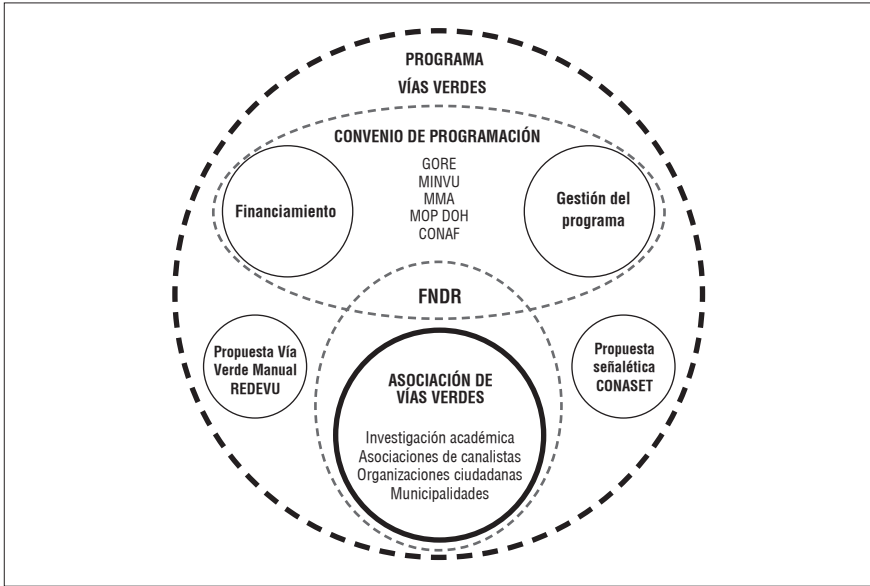 PROGRAMA
VÍAS VERDES
CONVENIO DE PROGRAMACIÓN
GORE
MINVU
MMA
MOP DOH
CONAF
Financiamiento
Gestión del
programa
FNDR
Propuesta Vía
Verde Manual
REDEVU
Propuesta
señalética
CONASET
ASOCIACIÓN DE
VÍAS VERDES
Investigación académica
Asociaciones de canalistas
Organizaciones ciudadanas
Municipalidades